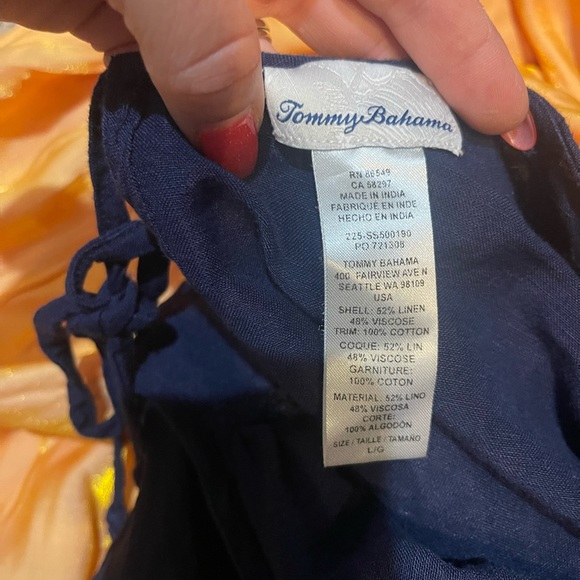 Tommy Bahama
RN 86549
CA 58297
MADE IN INDIA
FABRIQUÉ EN INDE
HECHO EN INDIA
225-SS500190
PO 721308
TOMMY BAHAMA
400 FAIRVIEW AVE N
SEATTLE WA 98109
USA
SHELL: 52% LINEN
48% VISCOSE
TRIM: 100% COTTON
COQUE: 52% LIN
48% VISCOSE
GARNITURE:
100% COTON
MATERIAL: 52% LINO
48% VISCOSA
CORTE:
100% ALGODÓN
SIZE / TAILLE / TAMAÑO
L/G